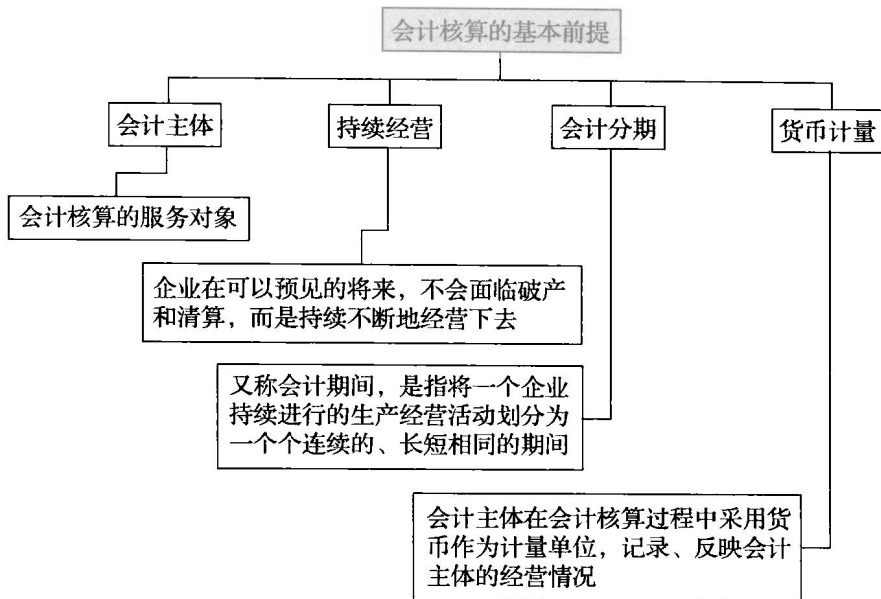 会计核算的基本前提
会计主体
持续经营
会计分期
货币计量
会计核算的服务对象
企业在可以预见的将来，不会面临破产
和清算，而是持续不断地经营下去
又称会计期间，是指将一个企业
持续进行的生产经营活动划分为
一个个连续的、长短相同的期间
会计主体在会计核算过程中采用货
币作为计量单位，记录、反映会计
主体的经营情况